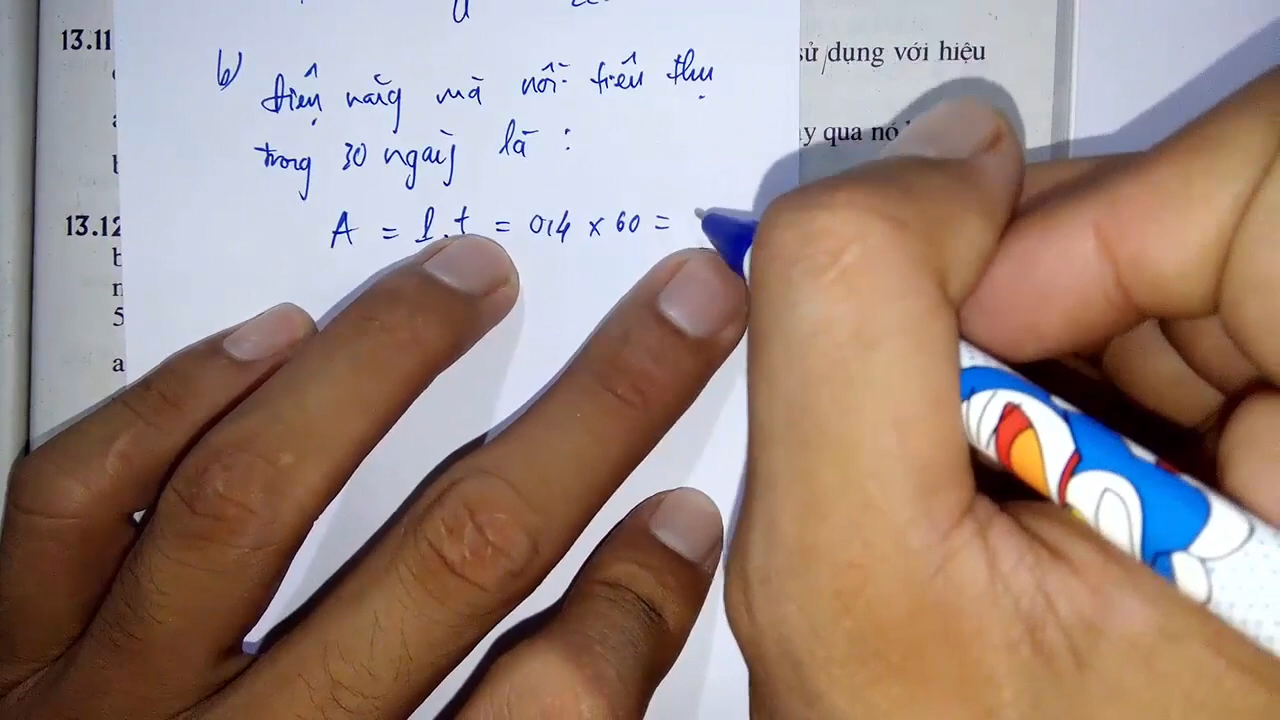 13.11
sử dụng với hiệu
b) Điện năng mà nồi tiêu thụ
y qua nó
trong 30 ngày là :
13.12
A = P.t = 0,4 x 60 =
b
n
5
a